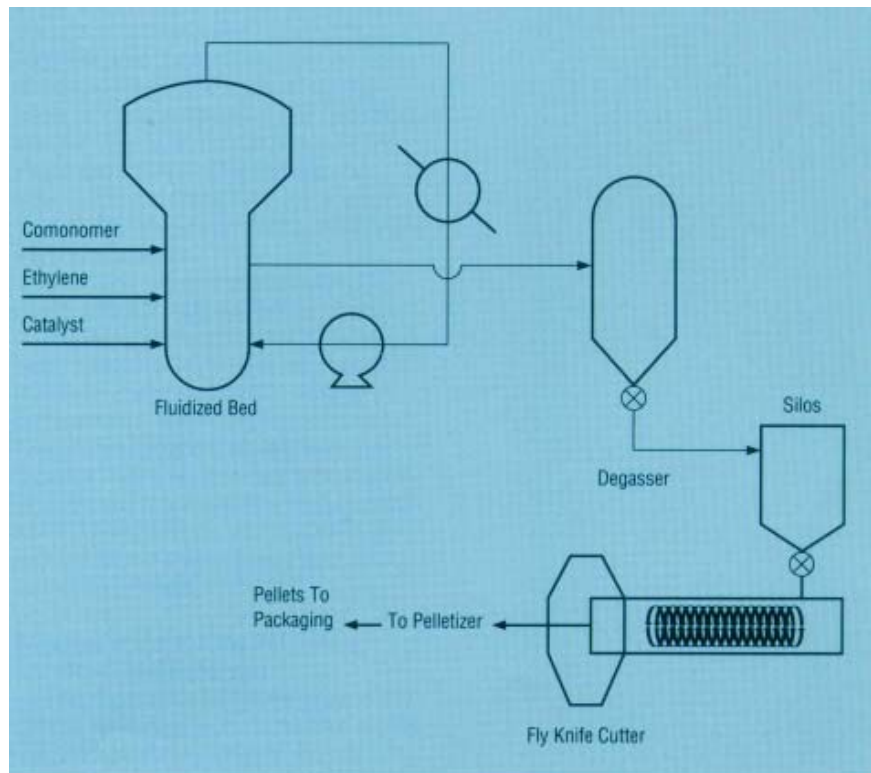 Comonomer
Ethylene
Catalyst
Fluidized Bed
Silos
Degasser
Pellets To
Packaging
To Pelletizer
Fly Knife Cutter